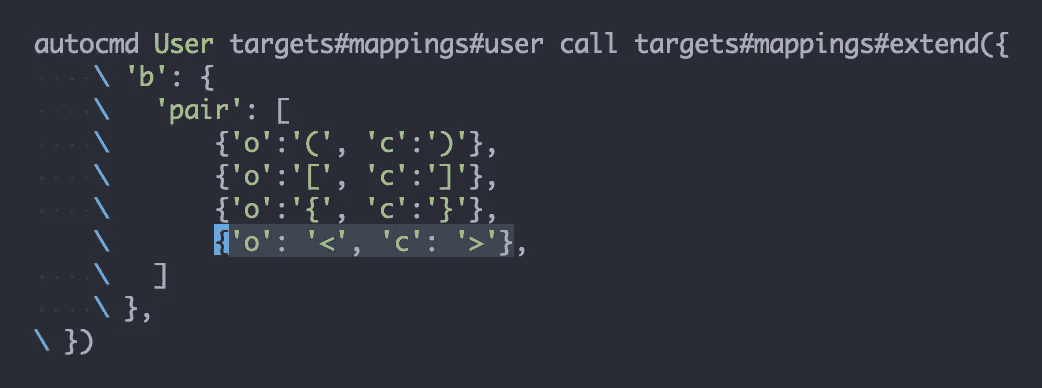 autocmd User targets#mappings#user call targets#mappings#extend({
\ 'b': {
\   'pair': [
\       {'o':'(', 'c':')'},
\       {'o':'[', 'c':']'},
\       {'o':'{', 'c':'}'},
\       {'o': '<', 'c': '>'},
\   ]
\ },
\ })